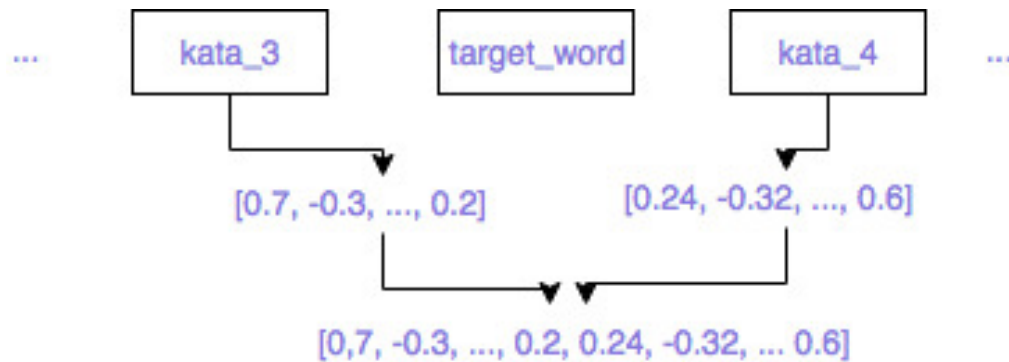 ... kata_3 target_word kata_4 ...
[0.7, -0.3, ..., 0.2] [0.24, -0.32, ..., 0.6]
[0,7, -0.3, ..., 0.2, 0.24, -0.32, ... 0.6]